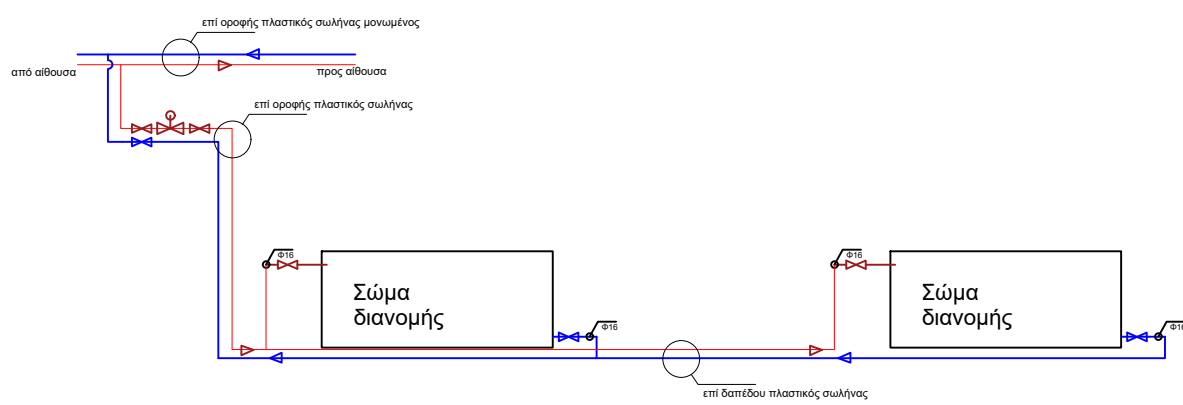 επί οροφής πλαστικός σωλήνας μονωμένος
από αίθουσα
προς αίθουσα
επί οροφής πλαστικός σωλήνας
Φ16
Σώμα
διανομής
Φ16
Φ16
Σώμα
διανομής
Φ16
επί δαπέδου πλαστικός σωλήνας